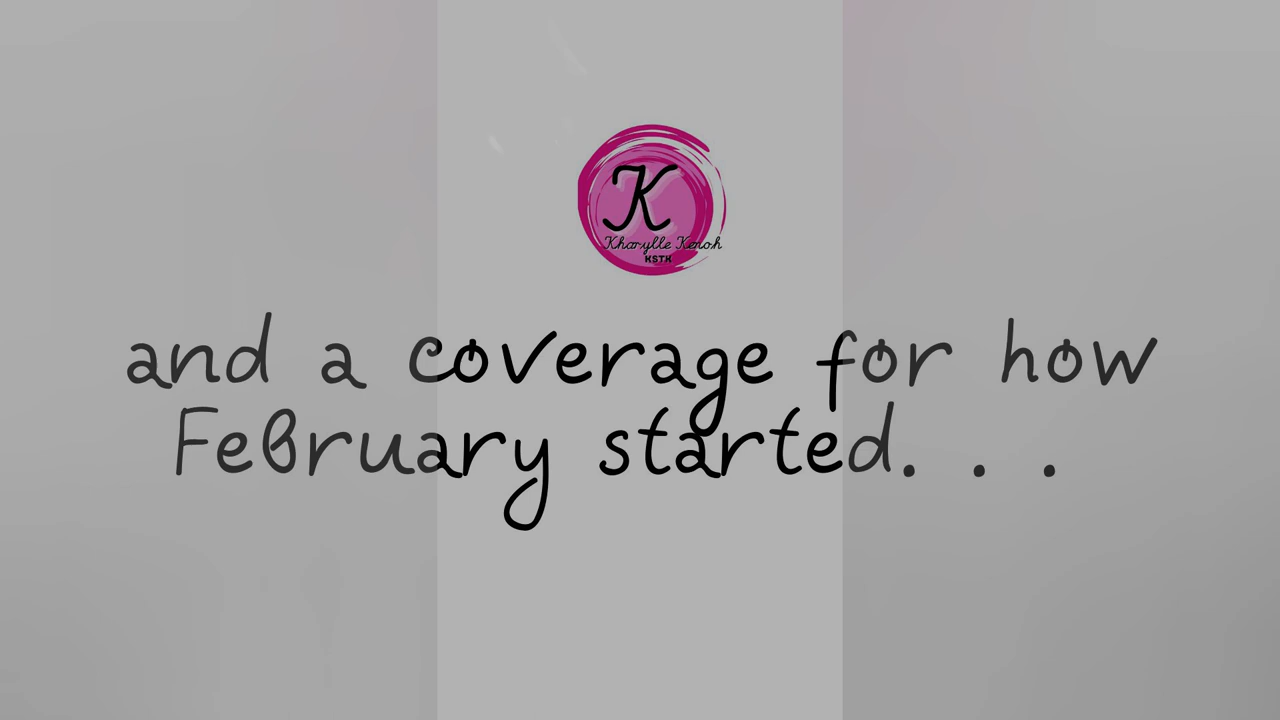 K
Kharylle Kenoh
KSTK
and a coverage for how
February started. . .